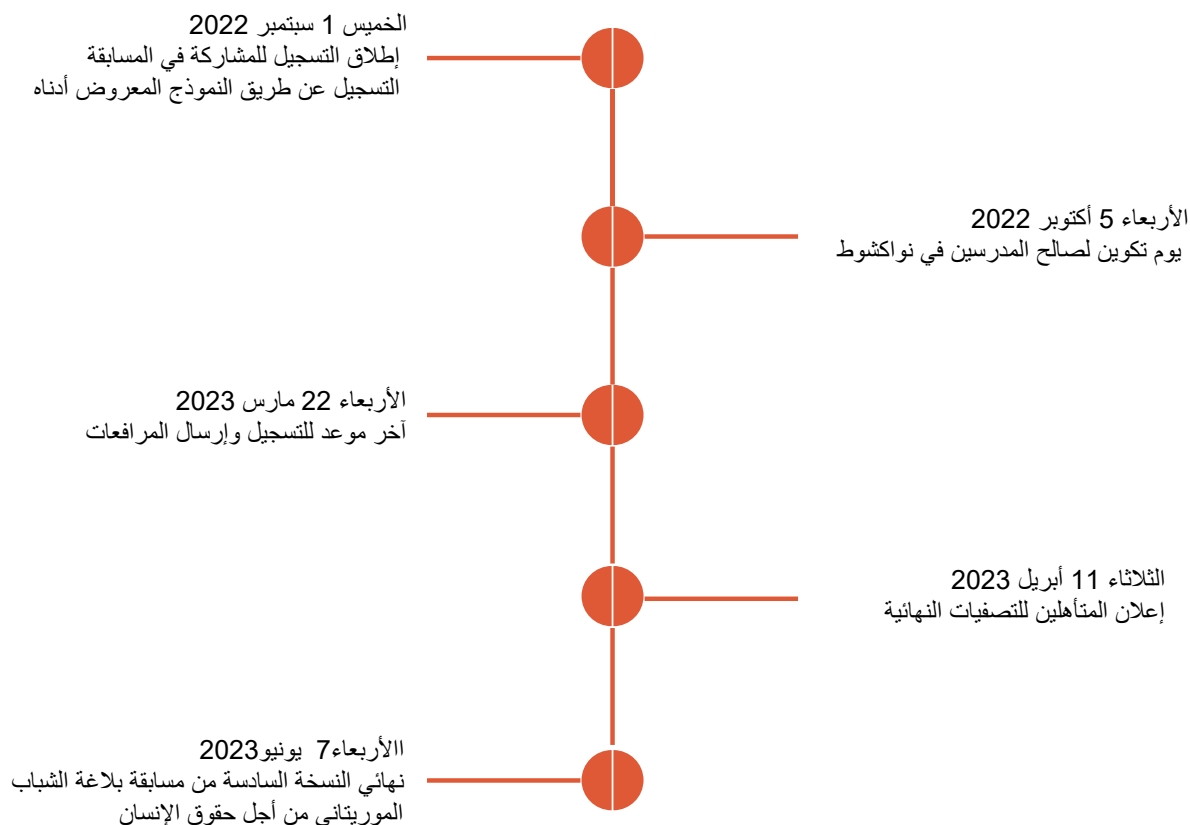 الخميس 1 سبتمبر 2022
إطلاق التسجيل للمشاركة في المسابقة
التسجيل عن طريق النموذج المعروض أدناه
الأربعاء 5 أكتوبر 2022
يوم تكوين لصالح المدرسين في نواكشوط
الأربعاء 22 مارس 2023
آخر موعد للتسجيل وإرسال المرافعات
الثلاثاء 11 أبريل 2023
إعلان المتأهلين للتصفيات النهائية
االأربعاء7 يونيو2023
نهائي النسخة السادسة من مسابقة بلاغة الشباب
الموريتاني من أجل حقوق الإنسان